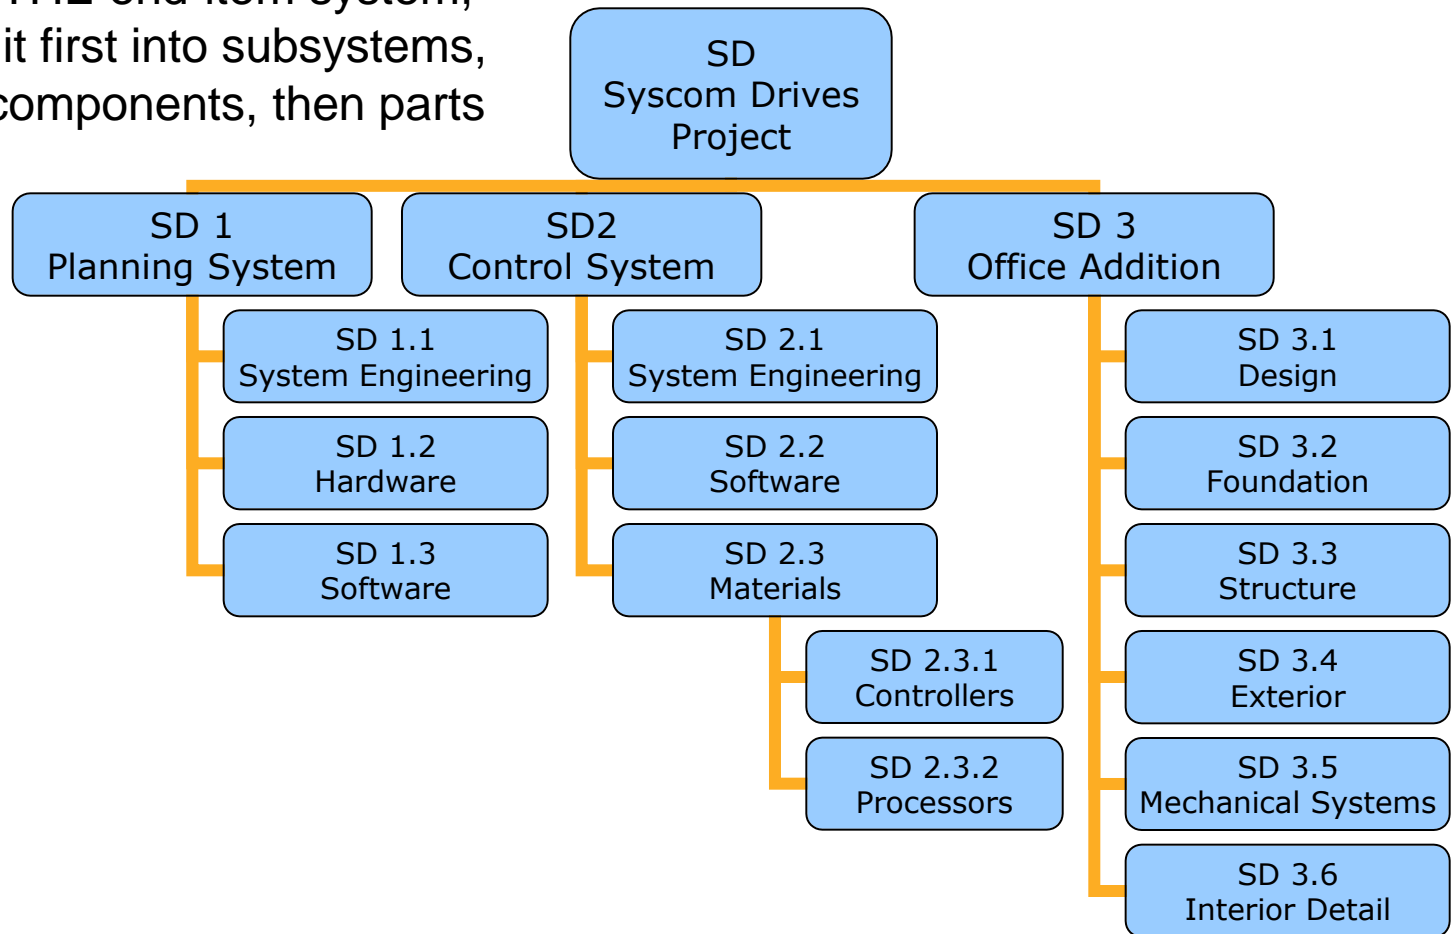 THE end-item system,
it first into subsystems,
components, then parts
SD
Syscom Drives
Project
SD 1
Planning System
SD2
Control System
SD 3
Office Addition
SD 1.1
System Engineering
SD 1.2
Hardware
SD 1.3
Software
SD 2.1
System Engineering
SD 2.2
Software
SD 2.3
Materials
SD 2.3.1
Controllers
SD 2.3.2
Processors
SD 3.1
Design
SD 3.2
Foundation
SD 3.3
Structure
SD 3.4
Exterior
SD 3.5
Mechanical Systems
SD 3.6
Interior Detail